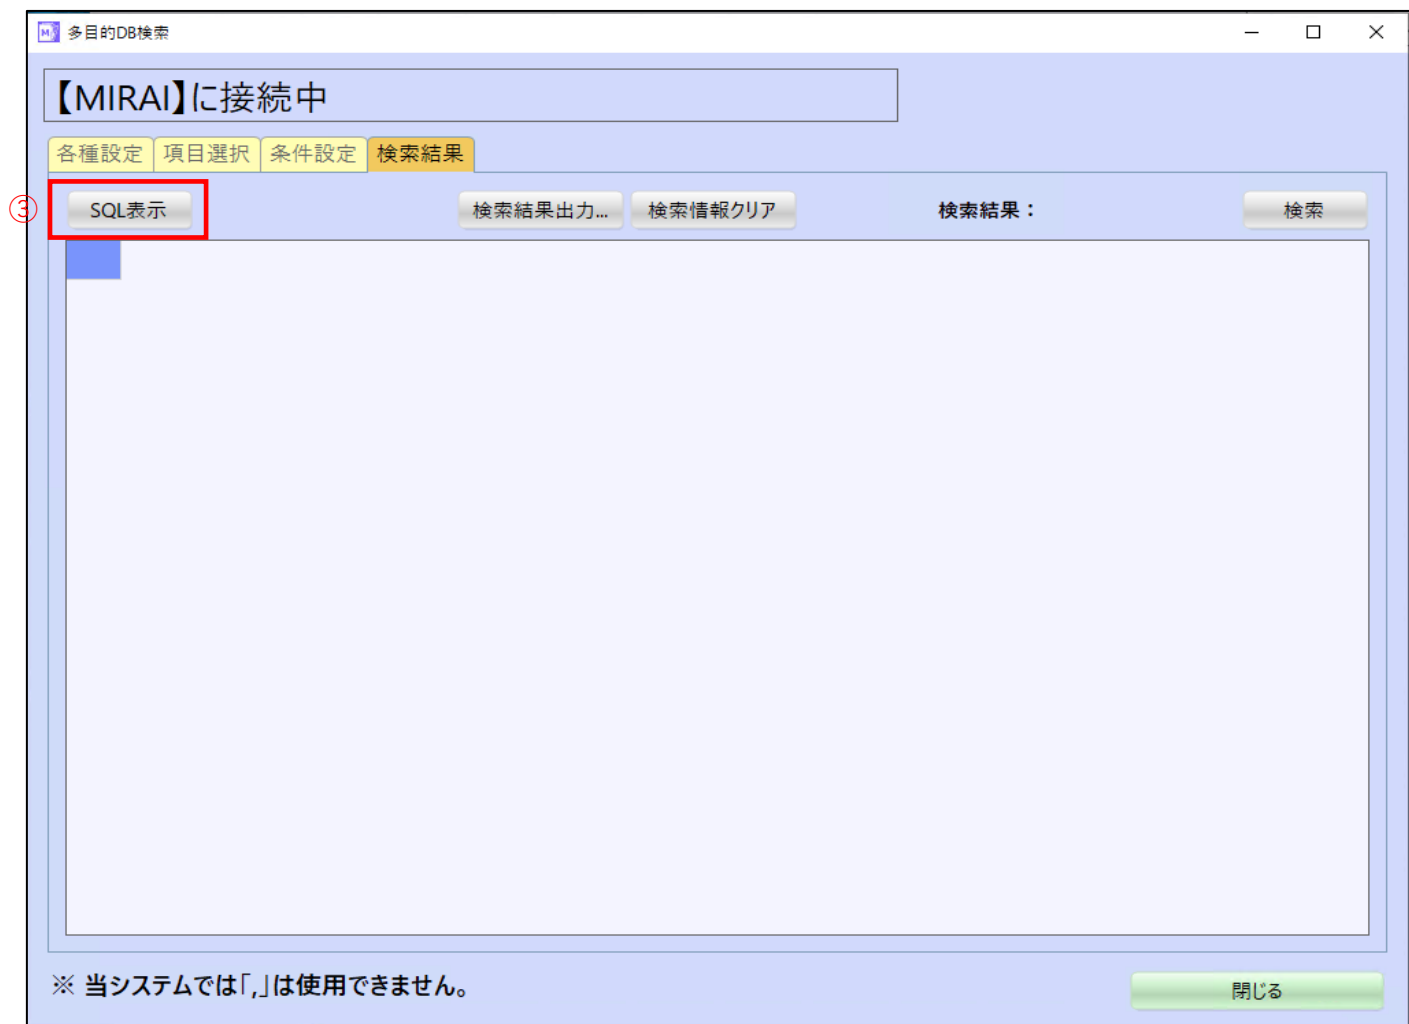 多目的DB検索
【MIRAI】に接続中
各種設定 項目選択 条件設定 検索結果
③ SQL表示 検索結果出力... 検索情報クリア 検索結果： 検索
※ 当システムでは「,」は使用できません。
閉じる